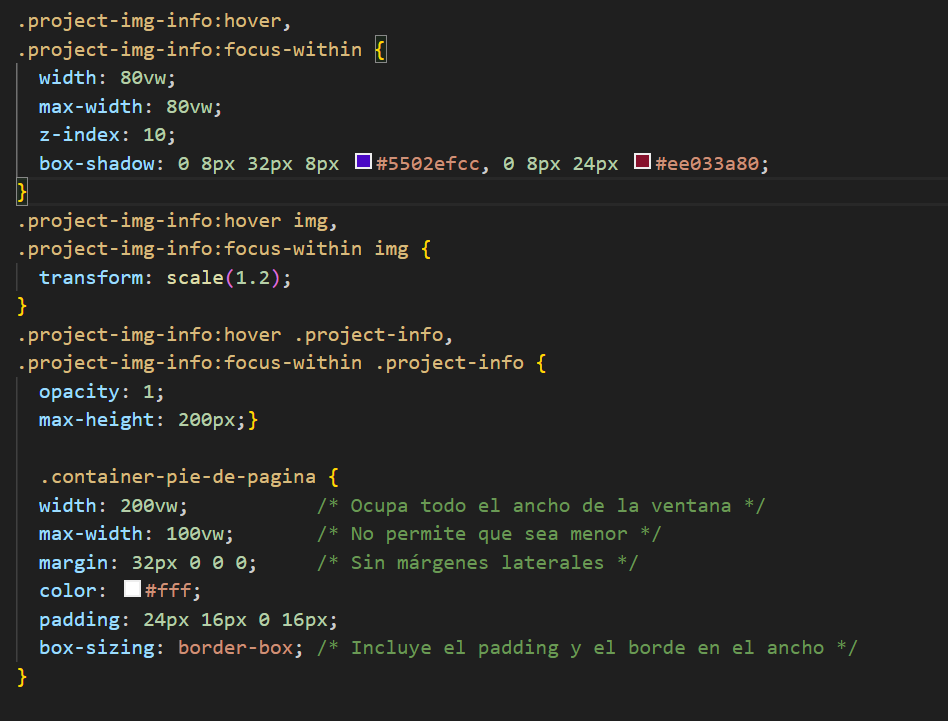 .project-img-info:hover,
.project-img-info:focus-within {
width: 80vw;
max-width: 80vw;
z-index: 10;
box-shadow: 0 8px 32px 8px #5502efcc, 0 8px 24px #ee033a80;
}
.project-img-info:hover img,
.project-img-info:focus-within img {
transform: scale(1.2);
}
.project-img-info:hover .project-info,
.project-img-info:focus-within .project-info {
opacity: 1;
max-height: 200px;}
.container-pie-de-pagina {
width: 200vw; /* Ocupa todo el ancho de la ventana */
max-width: 100vw; /* No permite que sea menor */
margin: 32px 0 0 0; /* Sin márgenes laterales */
color: #fff;
padding: 24px 16px 0 16px;
box-sizing: border-box; /* Incluye el padding y el borde en el ancho */
}